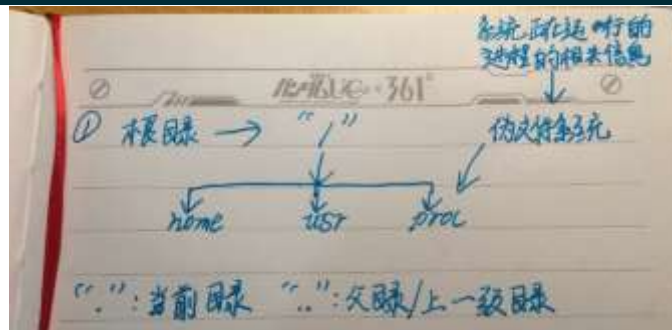 系统正在运行的
进程的相关信息
361°
① 根目录 → "/" 伪文件系统
home usr proc
".":当前目录 "..":父目录/上一级目录